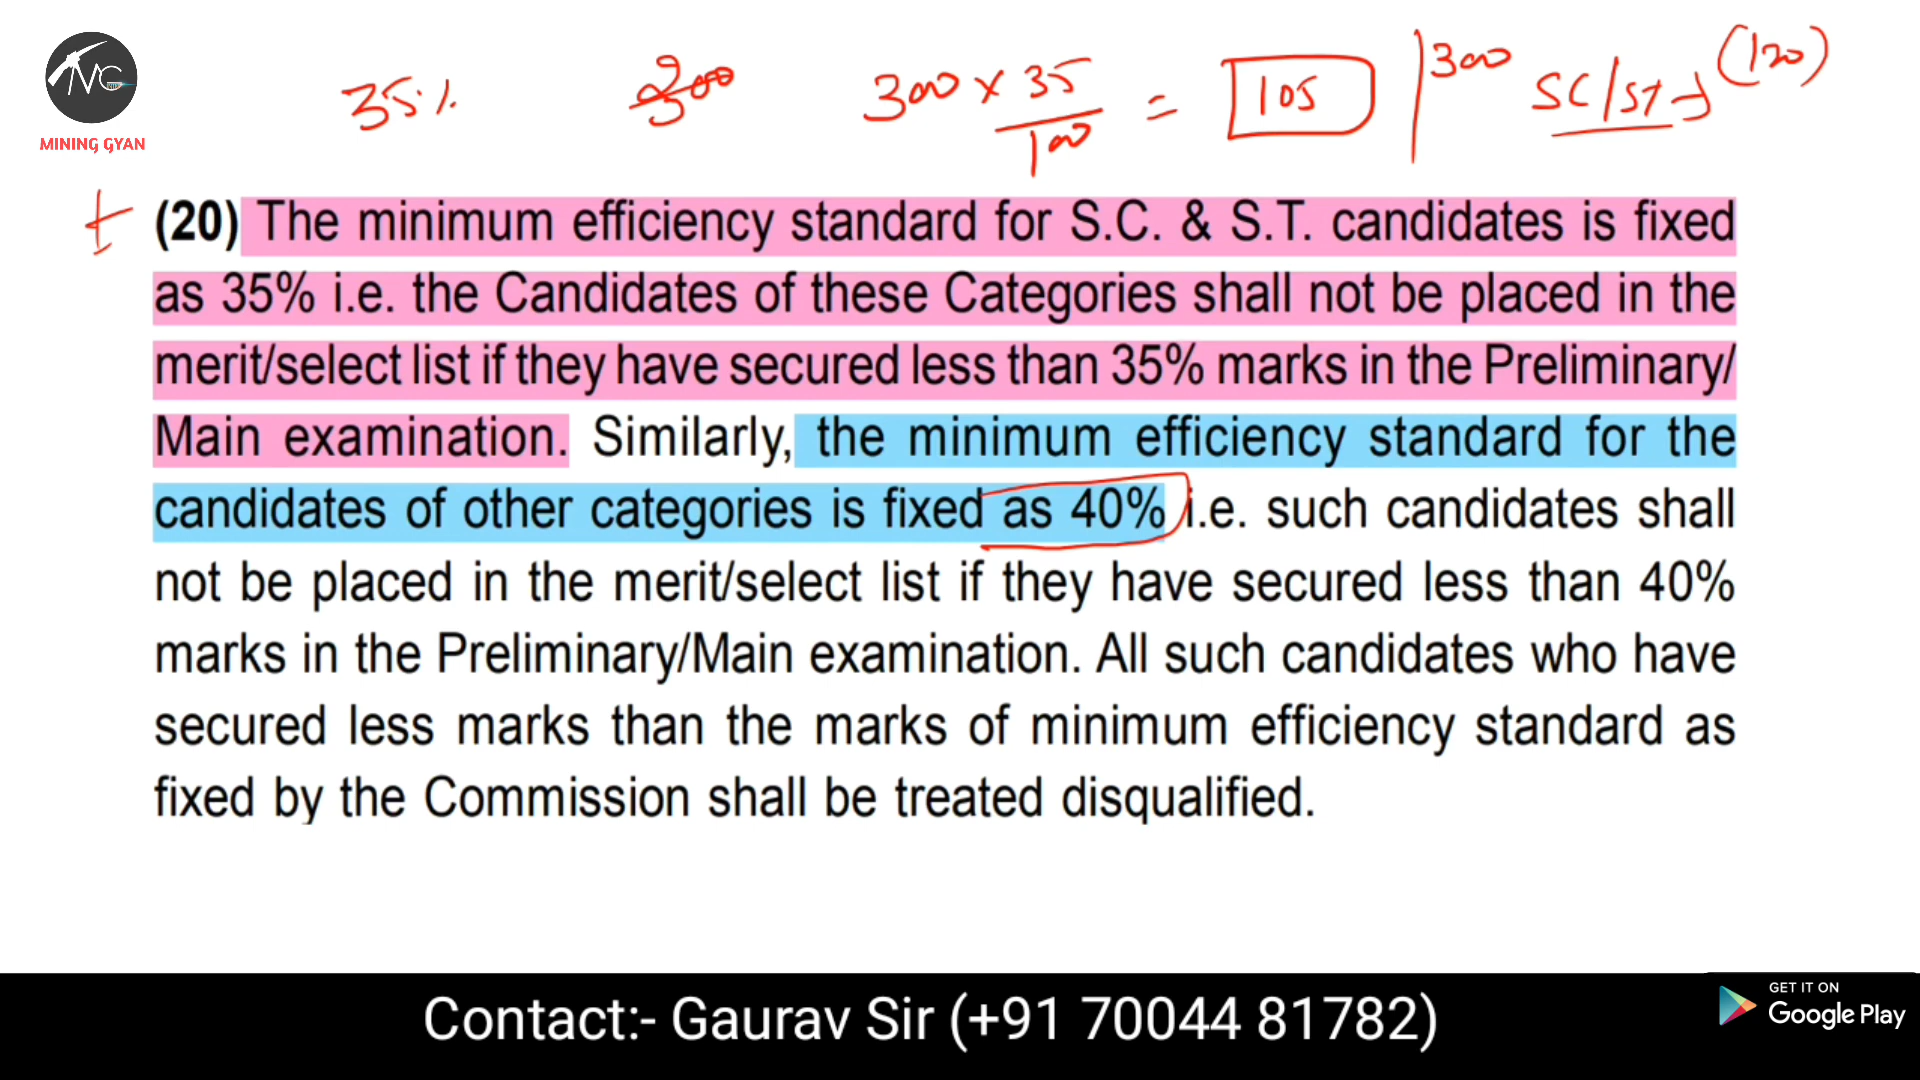 35% 300 300 × 35/100 = 105 300 SC/ST (120)
MG
MINING GYAN
(20) The minimum efficiency standard for S.C. & S.T. candidates is fixed
as 35% i.e. the Candidates of these Categories shall not be placed in the
merit/select list if they have secured less than 35% marks in the Preliminary/
Main examination. Similarly, the minimum efficiency standard for the
candidates of other categories is fixed as 40% i.e. such candidates shall
not be placed in the merit/select list if they have secured less than 40%
marks in the Preliminary/Main examination. All such candidates who have
secured less marks than the marks of minimum efficiency standard as
fixed by the Commission shall be treated disqualified.
Contact:- Gaurav Sir (+91 70044 81782)
GET IT ON
Google Play